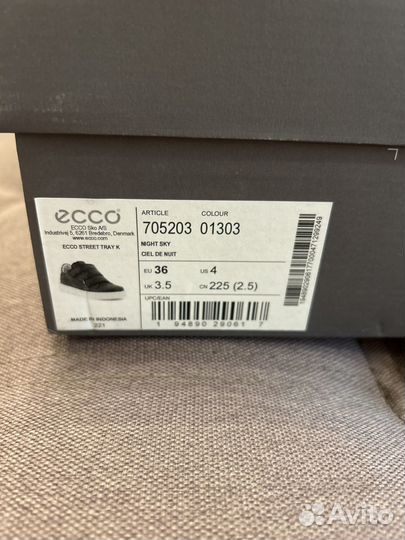 ecco
ECCO Sko A/S
Industrivej 5, 6261 Bredebro, Denmark
www.ecco.com
ECCO STREET TRAY K
MADE IN INDONESIA
221
ARTICLE COLOUR
705203 01303
NIGHT SKY
CIEL DE NUIT
EU 36 US 4
UK 3.5 CN 225 (2.5)
UPC/EAN
1 94890 29061 7
Avito